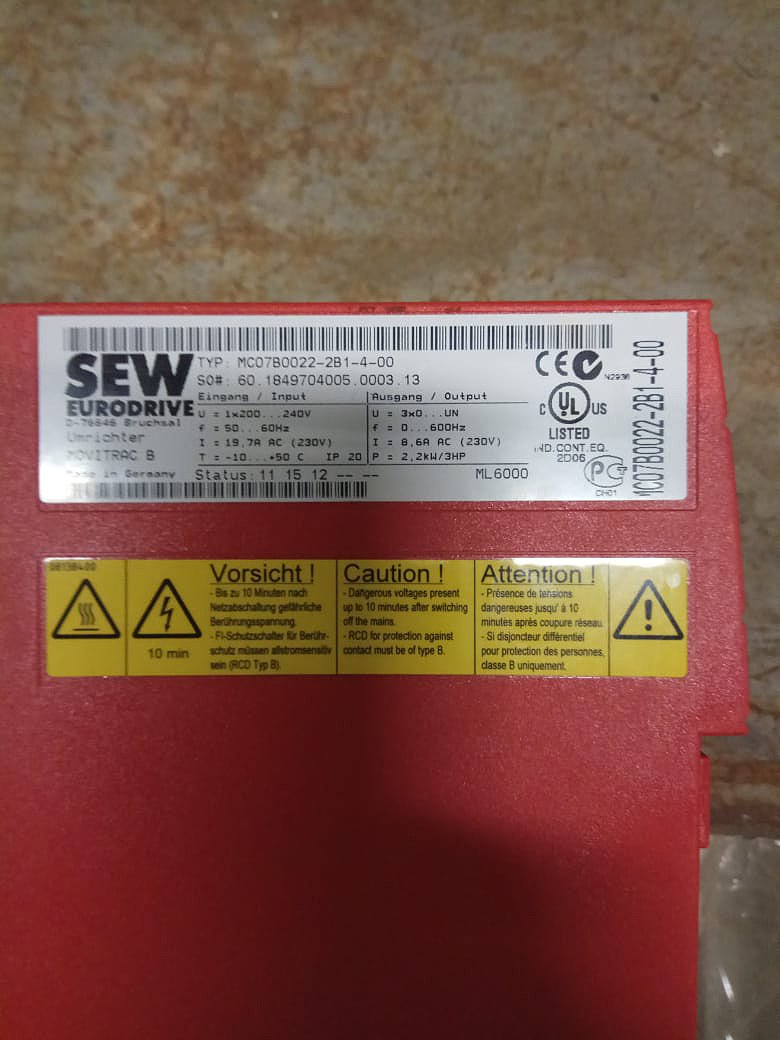 SEW
EURODRIVE
D-76646 Bruchsal
Umrichter
MOVITRAC B
Made in Germany
TYP: MC07B0022-2B1-4-00
SO#: 60.1849704005.0003.13
Eingang / Input
U = 1x200...240V
f = 50...60Hz
I = 19,7A AC (230V)
T = -10...+50 C IP 20
Ausgang / Output
U = 3x0...UN
f = 0...600Hz
I = 8,6A AC (230V)
P = 2,2kW/3HP
Status: 11 15 12 -- --
ML6000
CE
N2936
C UL US
LISTED
IND.CONT.EQ.
2D06
MC07B0022-2B1-4-00
Vorsicht !
- Bis zu 10 Minuten nach
Netzabschaltung gefährliche
Berührungsspannung.
- FI-Schutzschalter für Berühr-
schutz müssen allstromsensitiv
sein (RCD Typ B).
10 min
Caution !
- Dangerous voltages present
up to 10 minutes after switching
off the mains.
- RCD for protection against
contact must be of type B.
Attention !
- Présence de tensions
dangereuses jusqu' à 10
minutes après coupure réseau.
- Si disjoncteur différentiel
pour protection des personnes,
classe B uniquement.